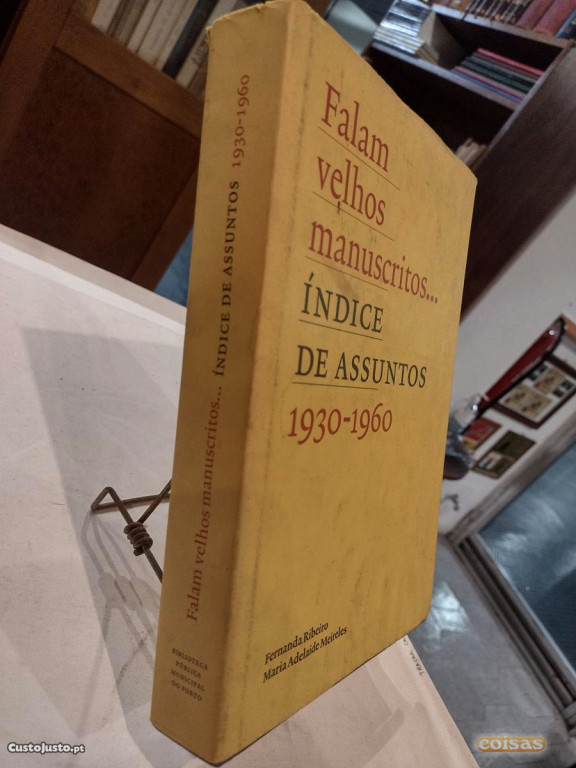 Falam
velhos
manuscritos...
ÍNDICE
DE ASSUNTOS
1930-1960
Fernanda Ribeiro
Maria Adelaide Meireles
Falam velhos manuscritos... ÍNDICE DE ASSUNTOS 1930-1960
BIBLIOTECA
PÚBLICA
MUNICIPAL
DO PORTO
CustoJusto.pt
coisas